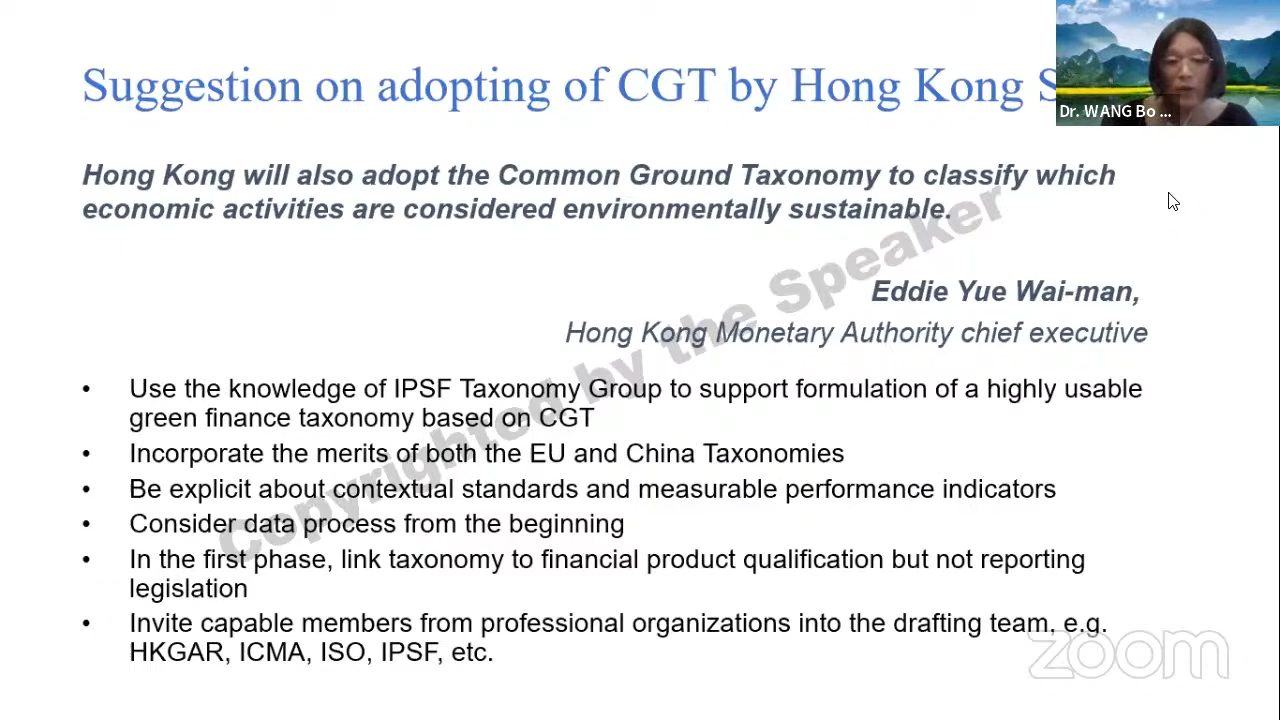 Suggestion on adopting of CGT by Hong Kong
Dr. WANG Bo ...
Hong Kong will also adopt the Common Ground Taxonomy to classify which
economic activities are considered environmentally sustainable.
Eddie Yue Wai-man,
Hong Kong Monetary Authority chief executive
• Use the knowledge of IPSF Taxonomy Group to support formulation of a highly usable
green finance taxonomy based on CGT
• Incorporate the merits of both the EU and China Taxonomies
• Be explicit about contextual standards and measurable performance indicators
• Consider data process from the beginning
• In the first phase, link taxonomy to financial product qualification but not reporting
legislation
• Invite capable members from professional organizations into the drafting team, e.g.
HKGAR, ICMA, ISO, IPSF, etc.
Copyrighted by the Speaker
zoom